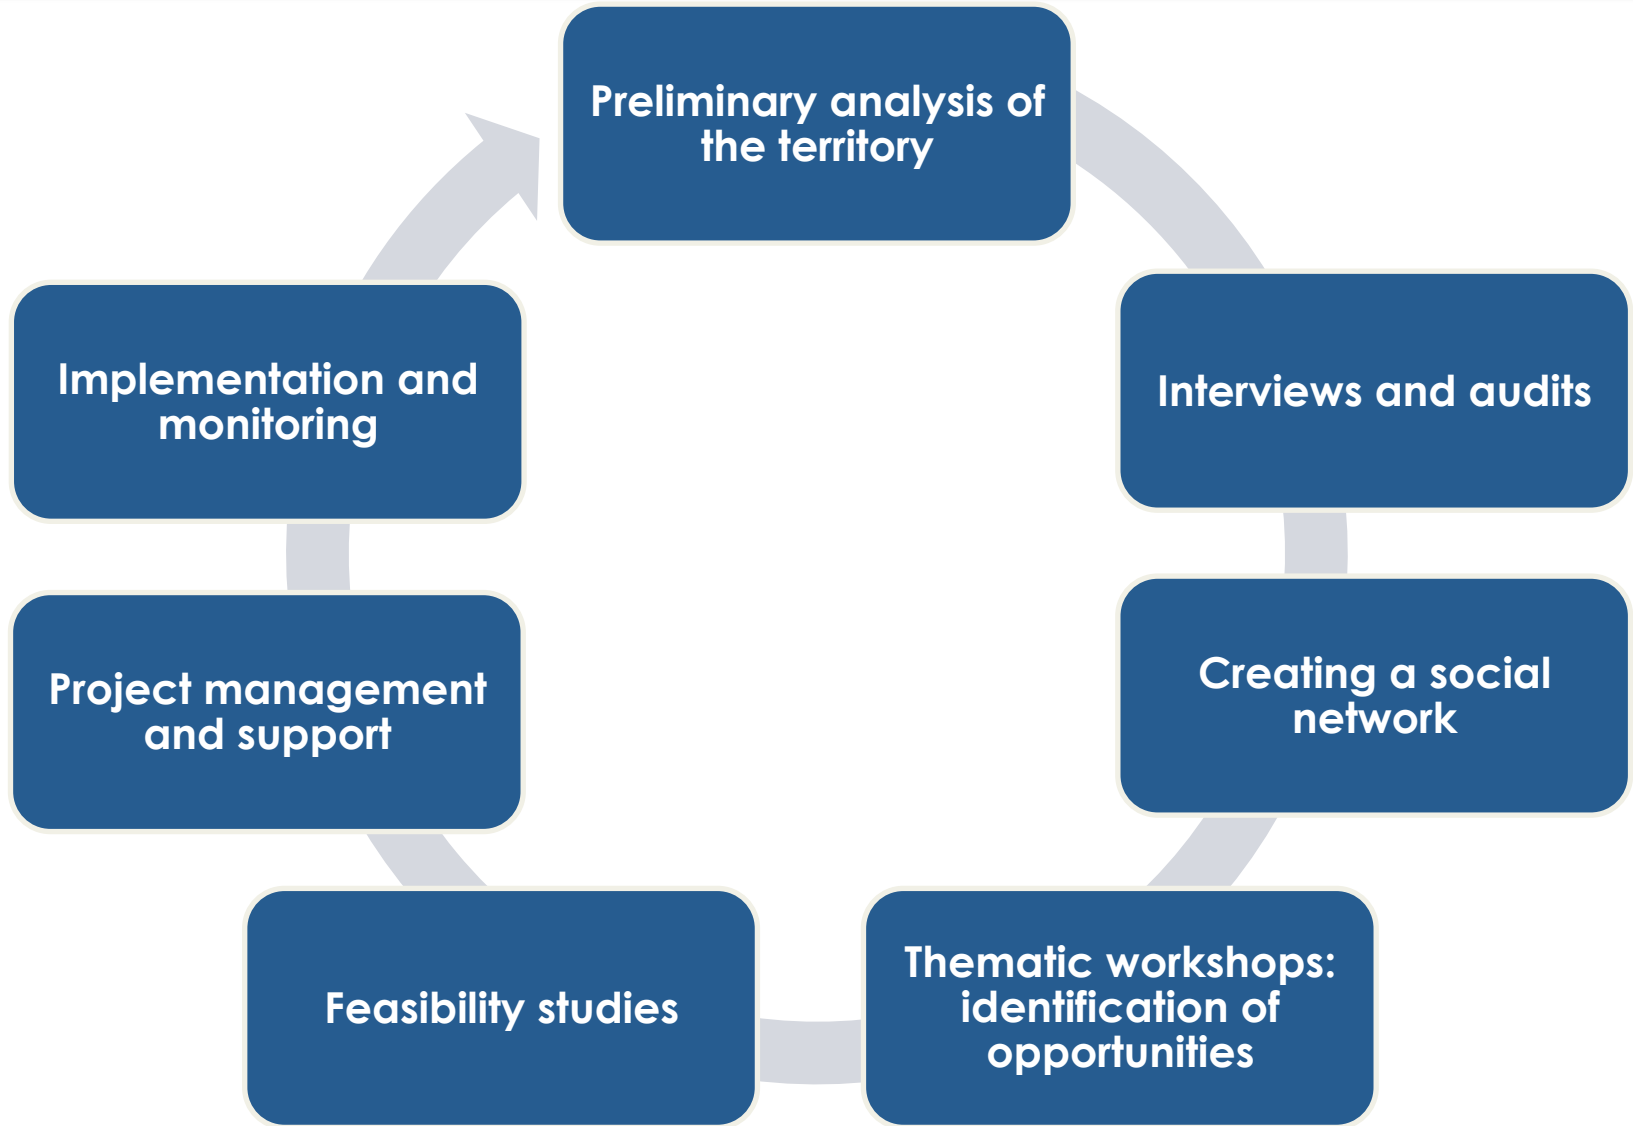 Preliminary analysis of
the territory
Interviews and audits
Creating a social
network
Thematic workshops:
identification of
opportunities
Feasibility studies
Project management
and support
Implementation and
monitoring